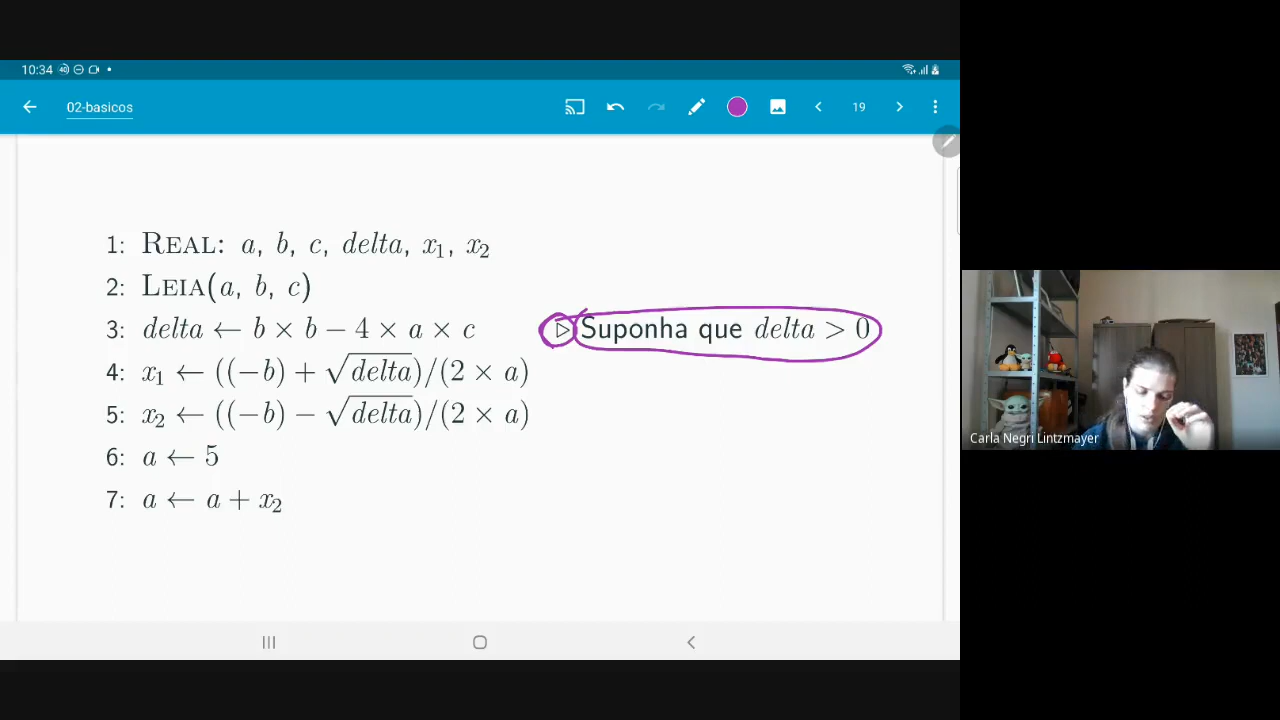 10:34
02-basicos
19
1: REAL: a, b, c, delta, x₁, x₂
2: LEIA(a, b, c)
3: delta ← b × b − 4 × a × c ▷ Suponha que delta > 0
4: x₁ ← ((−b) + √delta)/(2 × a)
5: x₂ ← ((−b) − √delta)/(2 × a)
6: a ← 5
7: a ← a + x₂
Carla Negri Lintzmayer